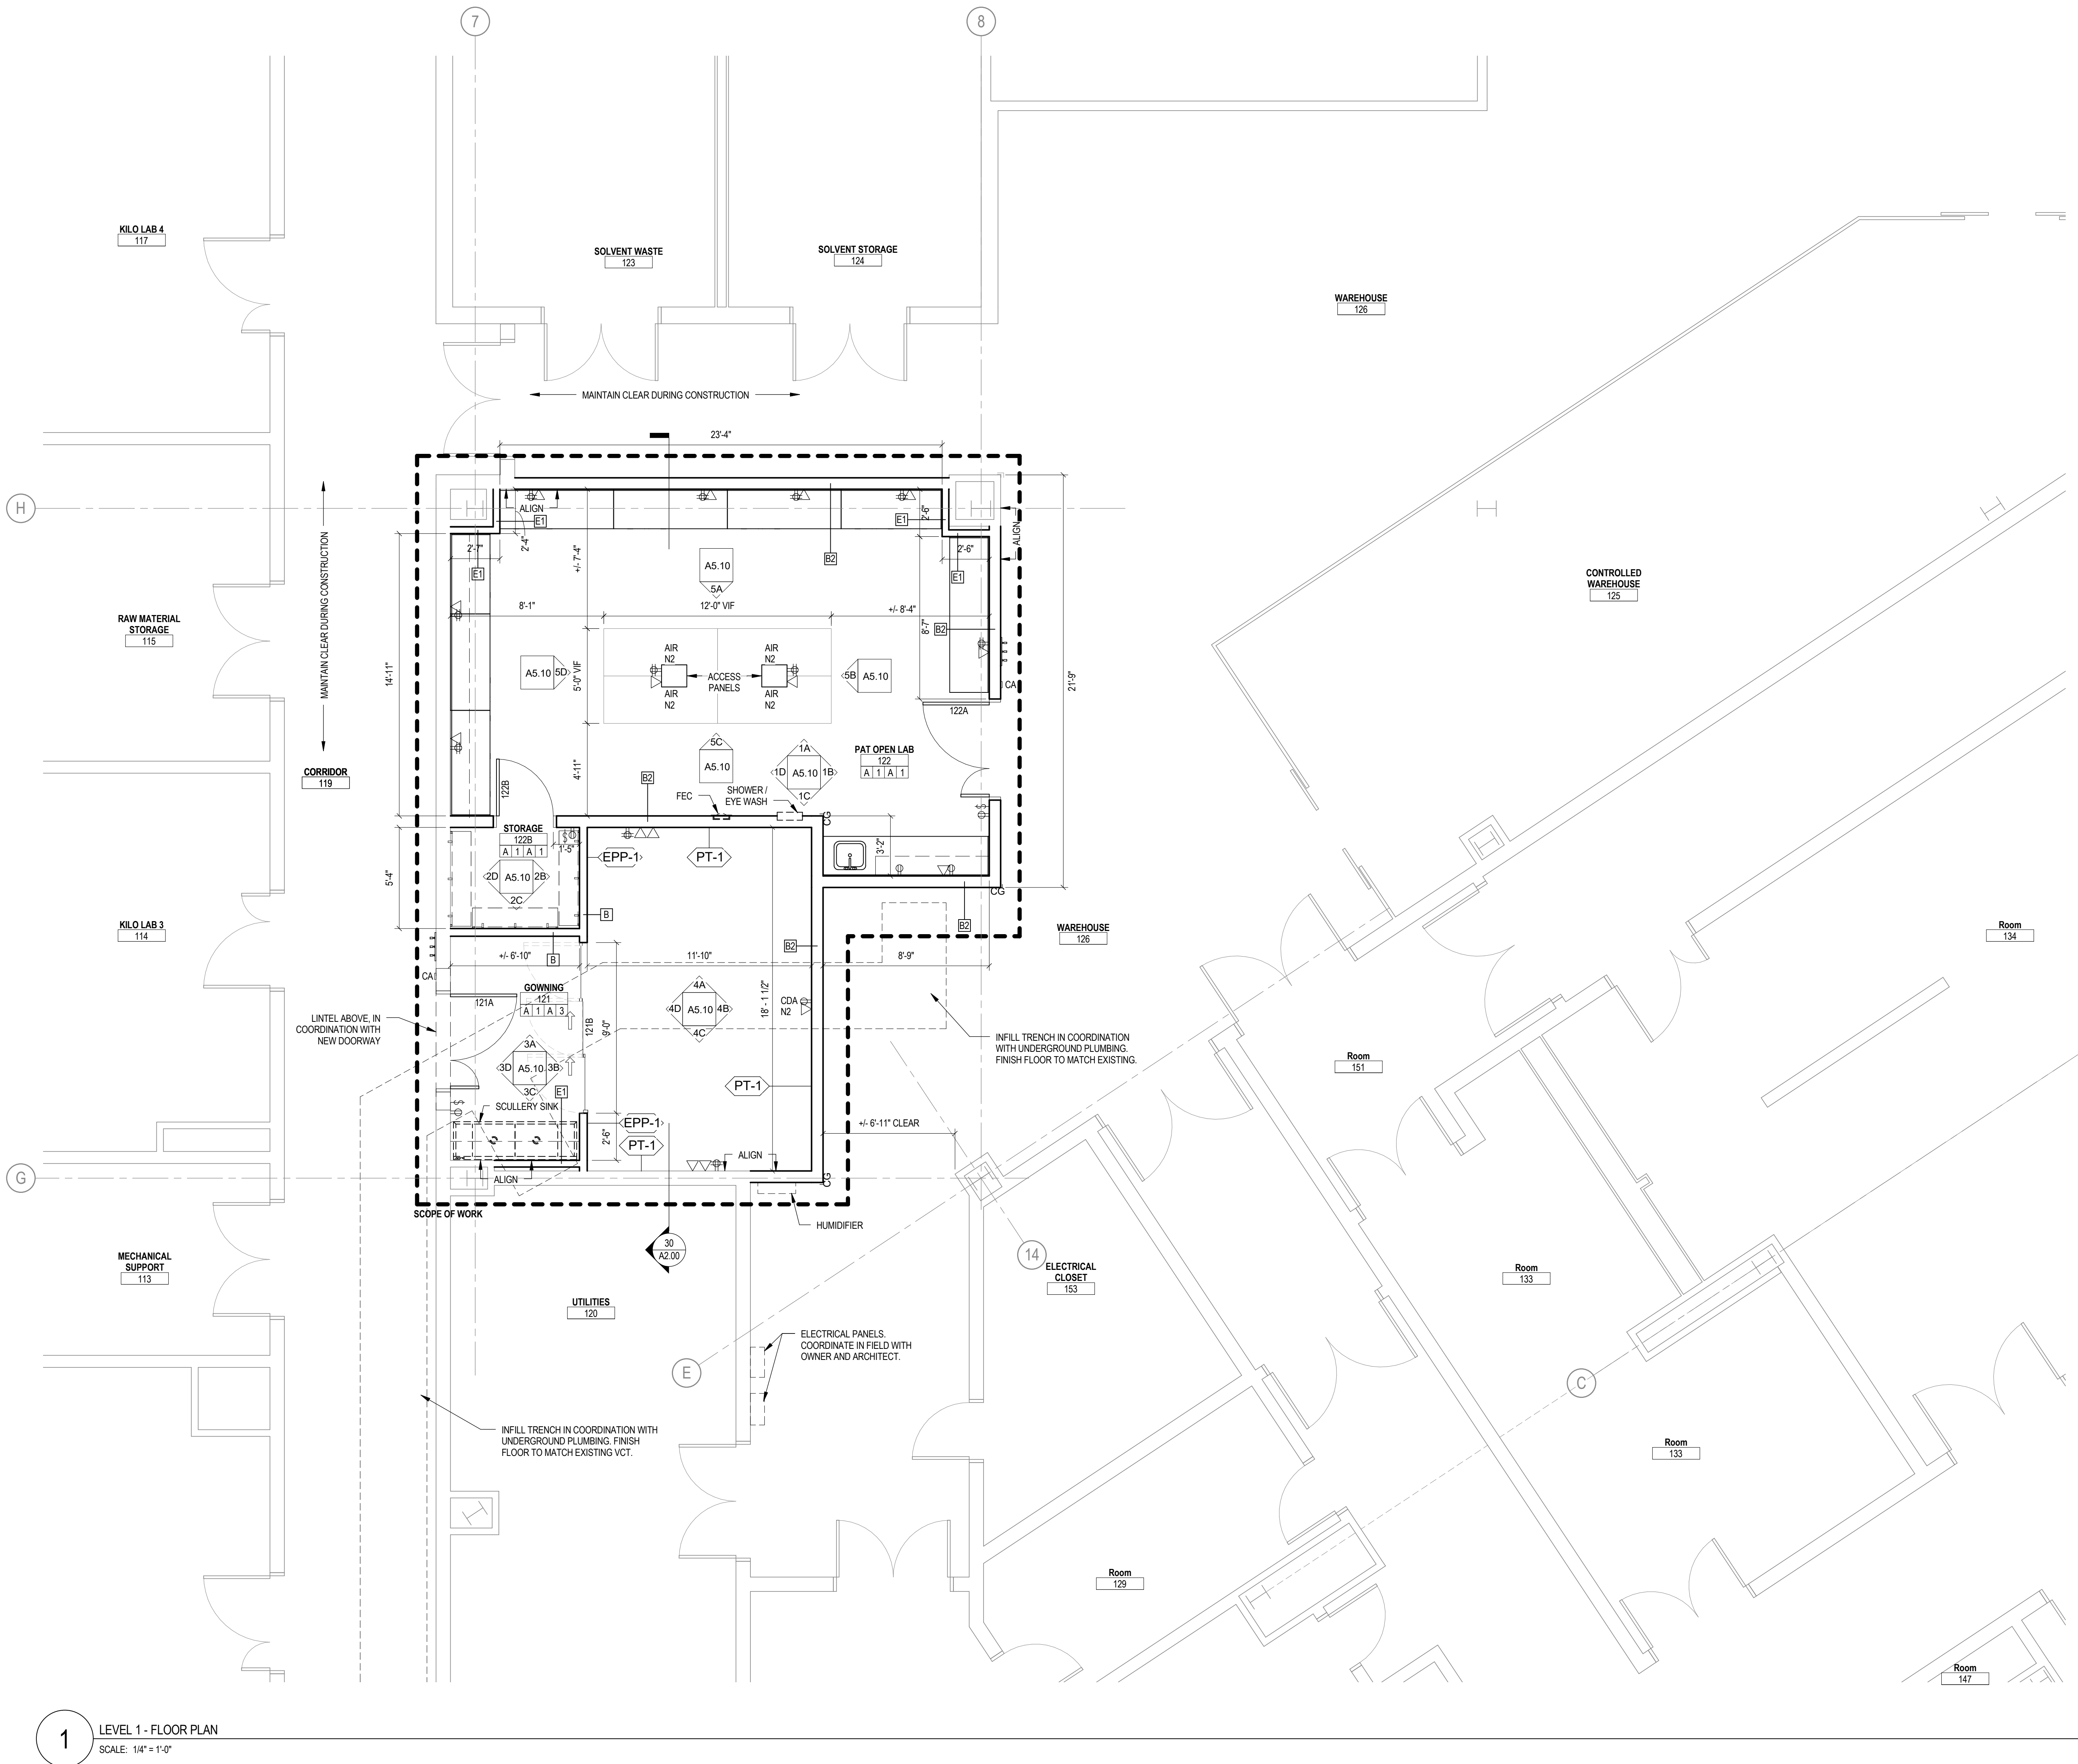 7
8
KILO LAB 4
117
SOLVENT WASTE
123
SOLVENT STORAGE
124
WAREHOUSE
126
MAINTAIN CLEAR DURING CONSTRUCTION
23'-4"
H
ALIGN
E1
E1
2'-6"
ALIGN
2'-7"
2'-4"
+/- 7'-4"
B2
2'-6"
E1
A5.10
5A
E1
MAINTAIN CLEAR DURING CONSTRUCTION
CONTROLLED
WAREHOUSE
125
8'-1"
12'-0" VIF
+/- 8'-4"
RAW MATERIAL
STORAGE
115
8'-7"
B2
14'-11"
AIR
N2
AIR
N2
A5.10
5D
5'-0" VIF
ACCESS
PANELS
5B
A5.10
21'-9"
AIR
N2
AIR
N2
CA
122A
5C
A5.10
1A
1D
A5.10
1B
1C
PAT OPEN LAB
122
A 1 A 1
CORRIDOR
119
4'-11"
B2
122B
FEC
SHOWER /
EYE WASH
$
CG
STORAGE
122B
A 1 A 1
$
1'-5"
EPP-1
PT-1
3'-2"
5'-4"
2D
A5.10
2B
2C
CG
B
B2
KILO LAB 3
114
WAREHOUSE
126
Room
134
B2
B
+/- 6'-10"
11'-10"
8'-9"
CA
GOWNING
121
A 1 A 3
121A
4A
4D
A5.10
4B
4C
18' - 1 1/2"
CDA
N2
LINTEL ABOVE, IN
COORDINATION WITH
NEW DOORWAY
121B
9'-0"
INFILL TRENCH IN COORDINATION
WITH UNDERGROUND PLUMBING.
FINISH FLOOR TO MATCH EXISTING.
3A
3D
A5.10
3B
3C
Room
151
E1
PT-1
$
SCULLERY SINK
EPP-1
2'-6"
PT-1
+/- 6'-11" CLEAR
ALIGN
G
ALIGN
CG
SCOPE OF WORK
HUMIDIFIER
30
A2.00
14
MECHANICAL
SUPPORT
113
ELECTRICAL
CLOSET
153
Room
133
UTILITIES
120
ELECTRICAL PANELS.
COORDINATE IN FIELD WITH
OWNER AND ARCHITECT.
E
C
INFILL TRENCH IN COORDINATION WITH
UNDERGROUND PLUMBING. FINISH
FLOOR TO MATCH EXISTING VCT.
Room
133
Room
129
Room
147
1
LEVEL 1 - FLOOR PLAN
SCALE: 1/4" = 1'-0"